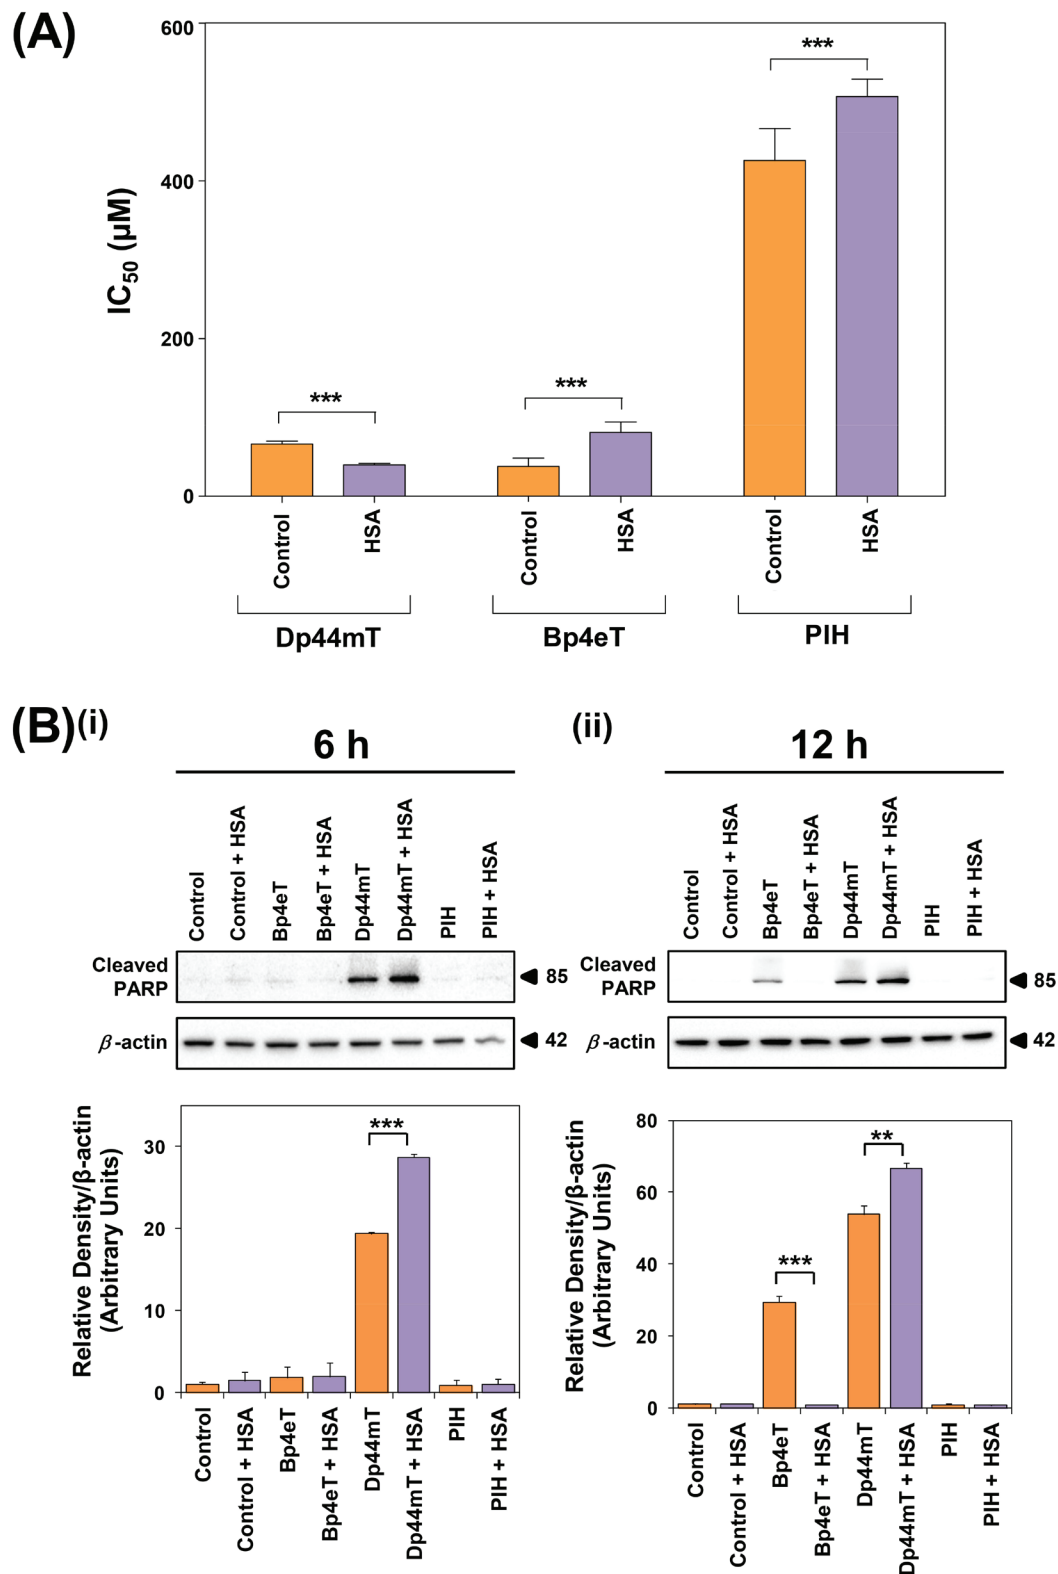 (A)
600
400
200
0
IC50 (µM)
***
***
***
Control
HSA
Control
HSA
Control
HSA
Dp44mT
Bp4eT
PIH
(B)(i)
6 h
Control
Control + HSA
Bp4eT
Bp4eT + HSA
Dp44mT
Dp44mT + HSA
PIH
PIH + HSA
Cleaved
PARP
85
β-actin
42
Relative Density/β-actin
(Arbitrary Units)
30
20
10
0
***
Control
Control + HSA
Bp4eT
Bp4eT + HSA
Dp44mT
Dp44mT + HSA
PIH
PIH + HSA
(ii)
12 h
Control
Control + HSA
Bp4eT
Bp4eT + HSA
Dp44mT
Dp44mT + HSA
PIH
PIH + HSA
Cleaved
PARP
85
β-actin
42
Relative Density/β-actin
(Arbitrary Units)
80
60
40
20
0
***
**
Control
Control + HSA
Bp4eT
Bp4eT + HSA
Dp44mT
Dp44mT + HSA
PIH
PIH + HSA